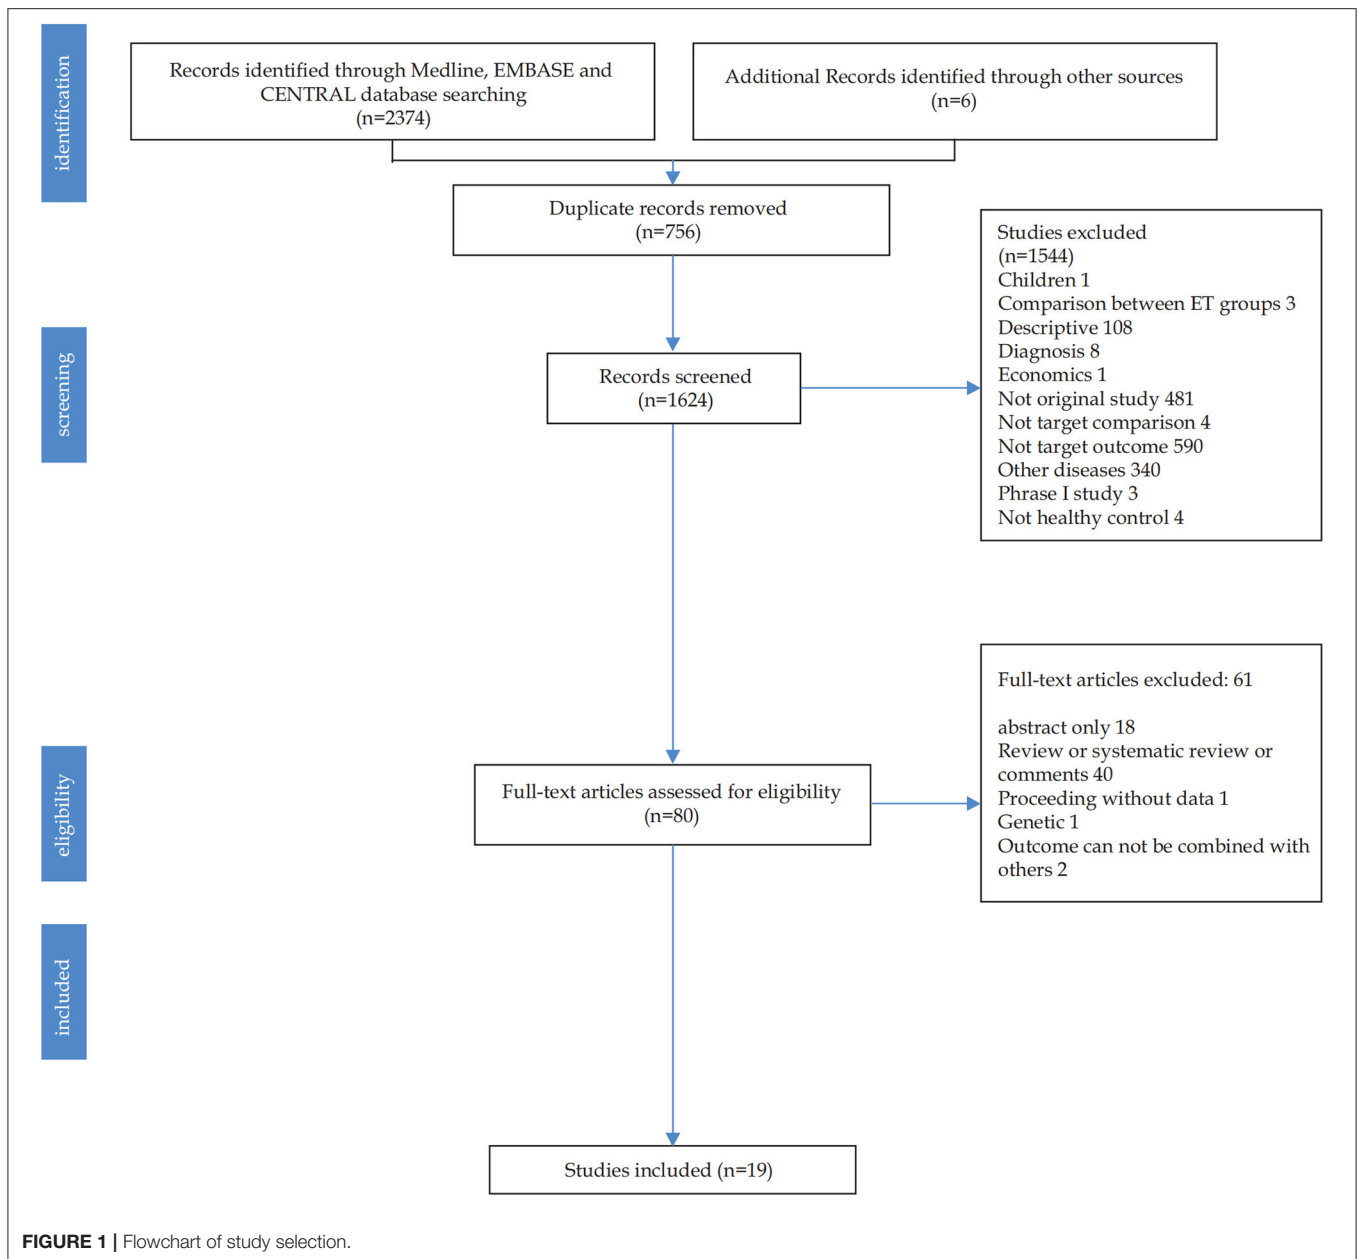 identification
Records identified through Medline, EMBASE and
CENTRAL database searching
(n=2374)
Additional Records identified through other sources
(n=6)
Duplicate records removed
(n=756)
screening
Records screened
(n=1624)
Studies excluded
(n=1544)
Children 1
Comparison between ET groups 3
Descriptive 108
Diagnosis 8
Economics 1
Not original study 481
Not target comparison 4
Not target outcome 590
Other diseases 340
Phrase I study 3
Not healthy control 4
eligibility
Full-text articles assessed for eligibility
(n=80)
Full-text articles excluded: 61
abstract only 18
Review or systematic review or
comments 40
Proceeding without data 1
Genetic 1
Outcome can not be combined with
others 2
included
Studies included (n=19)
FIGURE 1 | Flowchart of study selection.